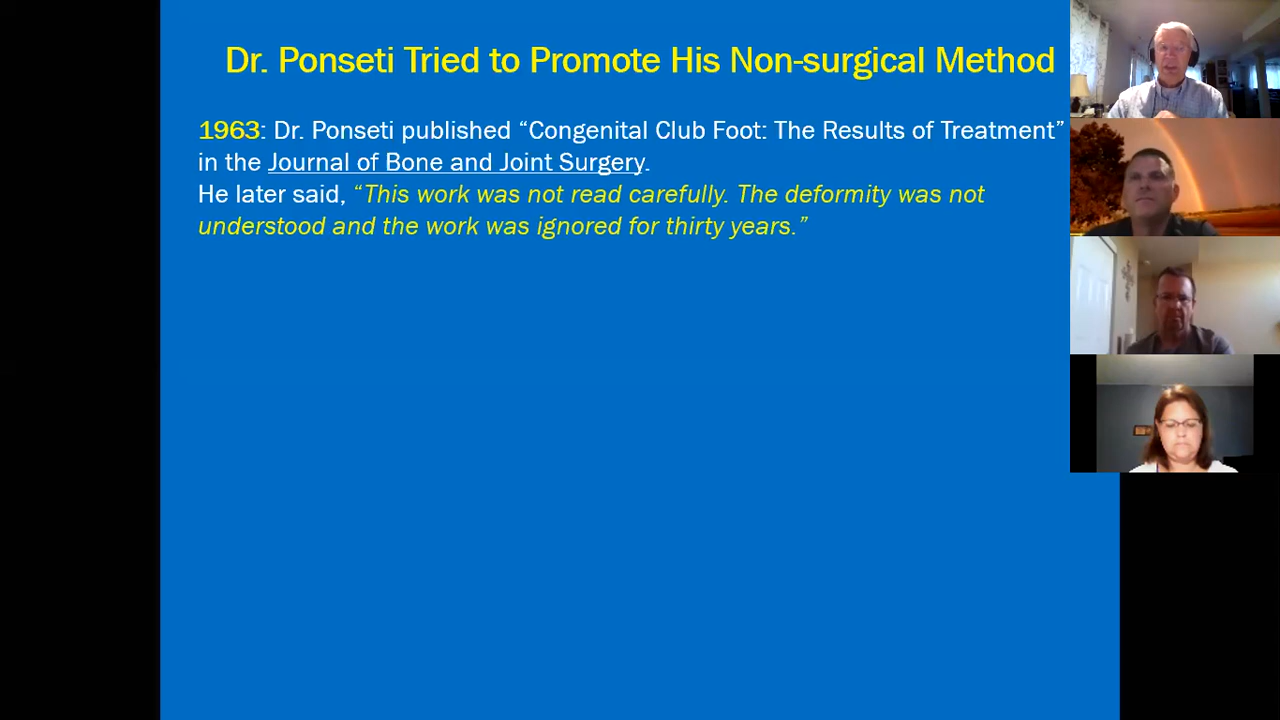 Dr. Ponseti Tried to Promote His Non-surgical Method
1963: Dr. Ponseti published “Congenital Club Foot: The Results of Treatment”
in the Journal of Bone and Joint Surgery.
He later said, “This work was not read carefully. The deformity was not
understood and the work was ignored for thirty years.”